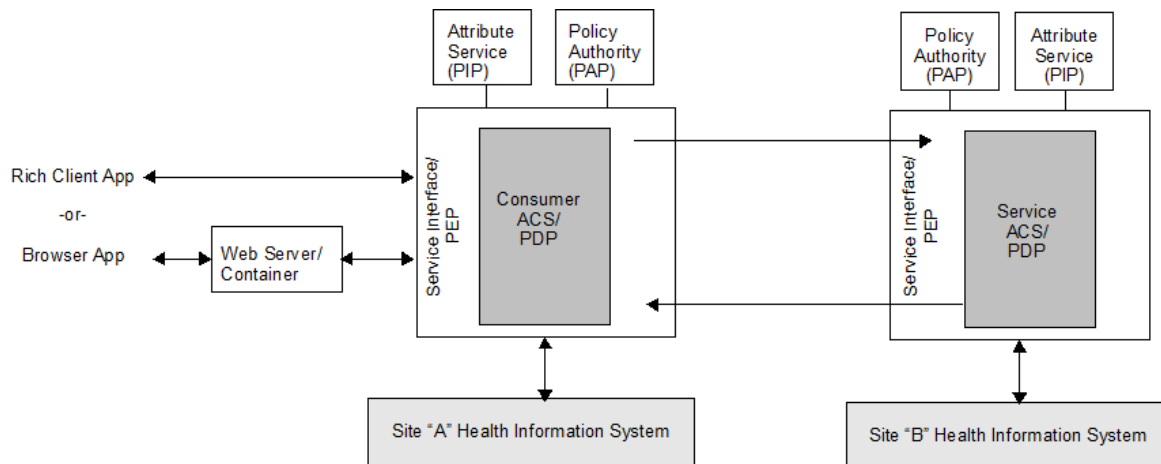 Attribute
Service
(PIP)
Policy
Authority
(PAP)
Policy
Authority
(PAP)
Attribute
Service
(PIP)
Rich Client App
-or-
Browser App
Web Server/
Container
Service Interface/
PEP
Consumer
ACS/
PDP
Service Interface/
PEP
Service
ACS/
PDP
Site “A” Health Information System
Site “B” Health Information System